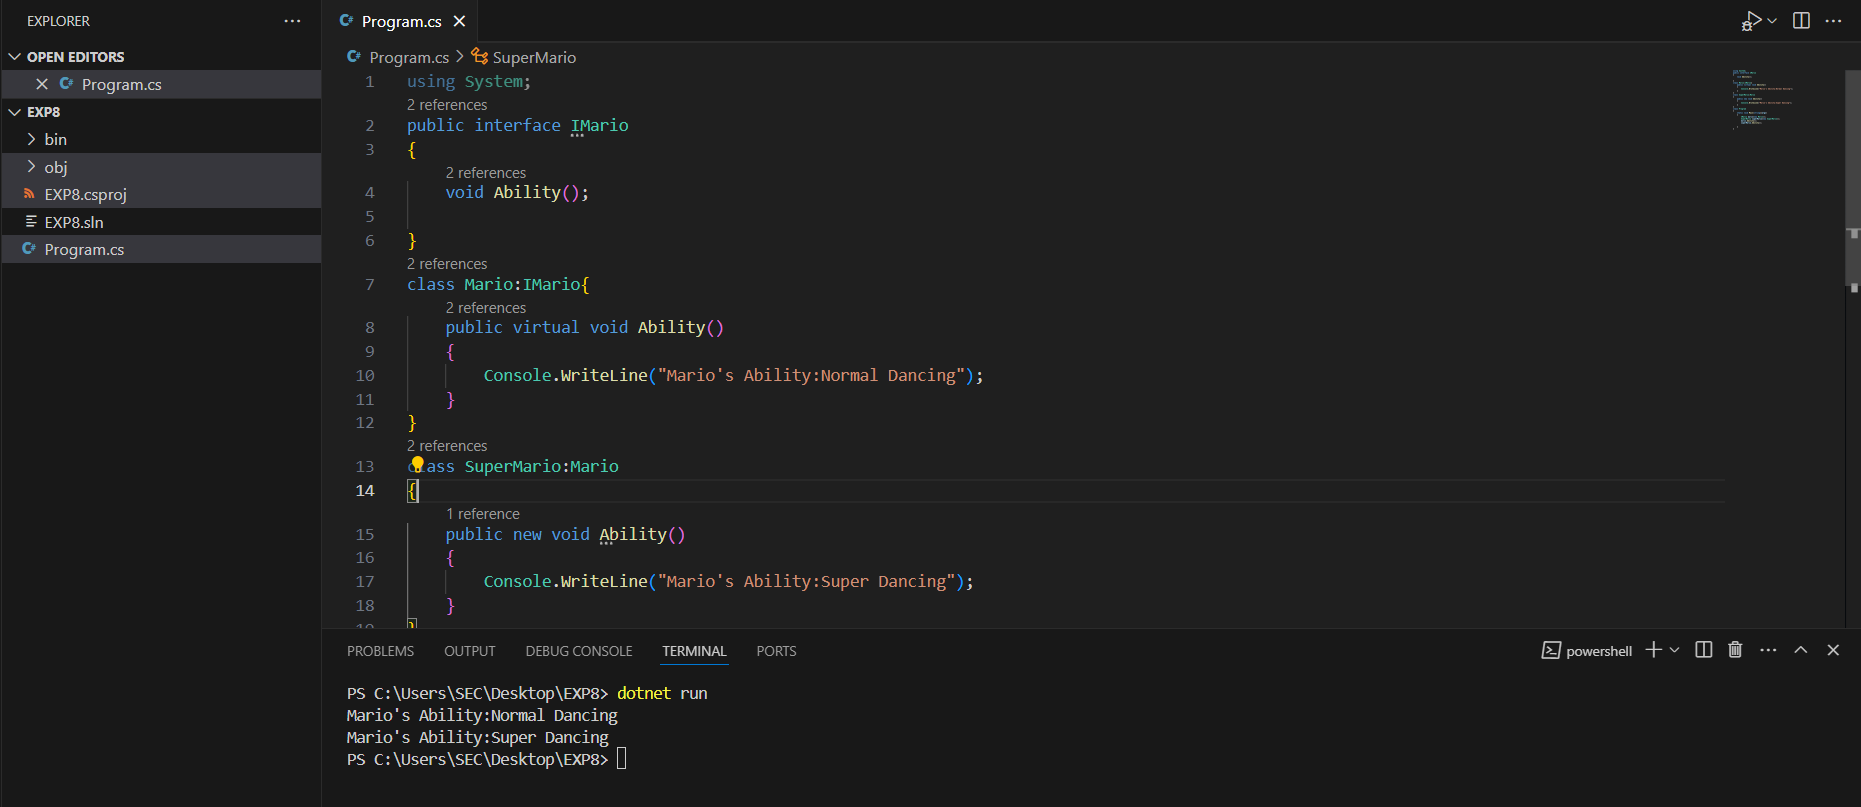 EXPLORER
OPEN EDITORS
Program.cs
EXP8
bin
obj
EXP8.csproj
EXP8.sln
Program.cs
Program.cs
Program.cs > SuperMario
1 using System;
2 references
2 public interface IMario
3 {
2 references
4 void Ability();
5
6 }
2 references
7 class Mario:IMario{
2 references
8 public virtual void Ability()
9 {
10 Console.WriteLine("Mario's Ability:Normal Dancing");
11 }
12 }
2 references
13 class SuperMario:Mario
14 {
1 reference
15 public new void Ability()
16 {
17 Console.WriteLine("Mario's Ability:Super Dancing");
18 }
19 }
PROBLEMS OUTPUT DEBUG CONSOLE TERMINAL PORTS
powershell
PS C:\Users\SEC\Desktop\EXP8> dotnet run
Mario's Ability:Normal Dancing
Mario's Ability:Super Dancing
PS C:\Users\SEC\Desktop\EXP8>